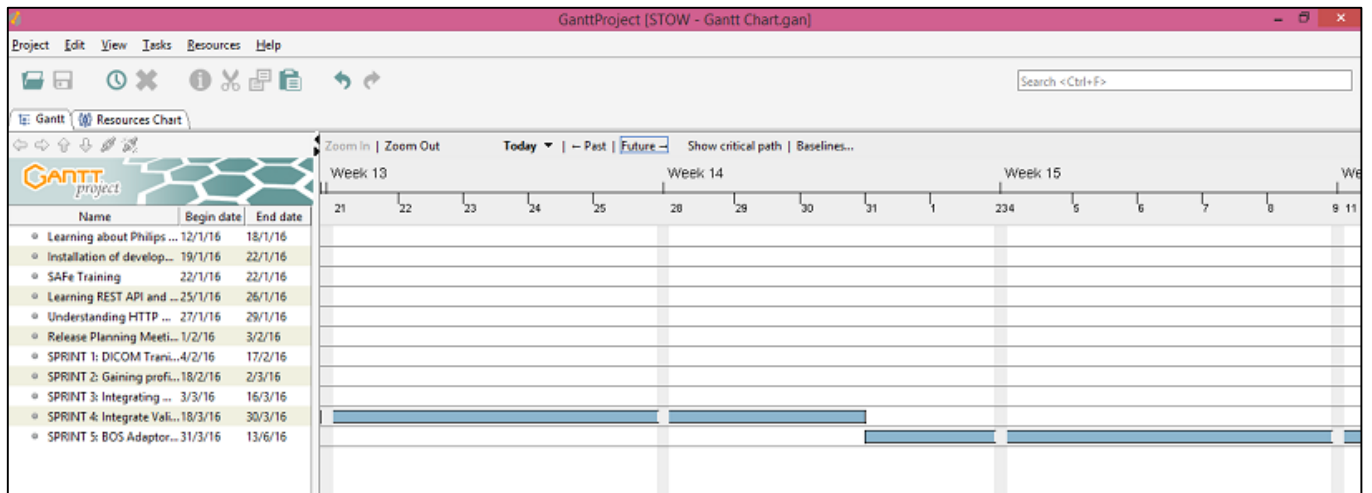 GanttProject [STOW - Gantt Chart.gan]
Project Edit View Tasks Resources Help
Search <Ctrl+F>
Gantt Resources Chart
Zoom In | Zoom Out Today ▼ | ← Past | Future → Show critical path | Baselines...
GANTT project
Week 13 Week 14 Week 15 We
21 22 23 24 25 28 29 30 31 1 234 5 6 7 8 9 11
Name Begin date End date
Learning about Philips ... 12/1/16 18/1/16
Installation of develop... 19/1/16 22/1/16
SAFe Training 22/1/16 22/1/16
Learning REST API and ... 25/1/16 26/1/16
Understanding HTTP ... 27/1/16 29/1/16
Release Planning Meeti... 1/2/16 3/2/16
SPRINT 1: DICOM Trani... 4/2/16 17/2/16
SPRINT 2: Gaining profi... 18/2/16 2/3/16
SPRINT 3: Integrating ... 3/3/16 16/3/16
SPRINT 4: Integrate Vali... 18/3/16 30/3/16
SPRINT 5: BOS Adaptor... 31/3/16 13/6/16